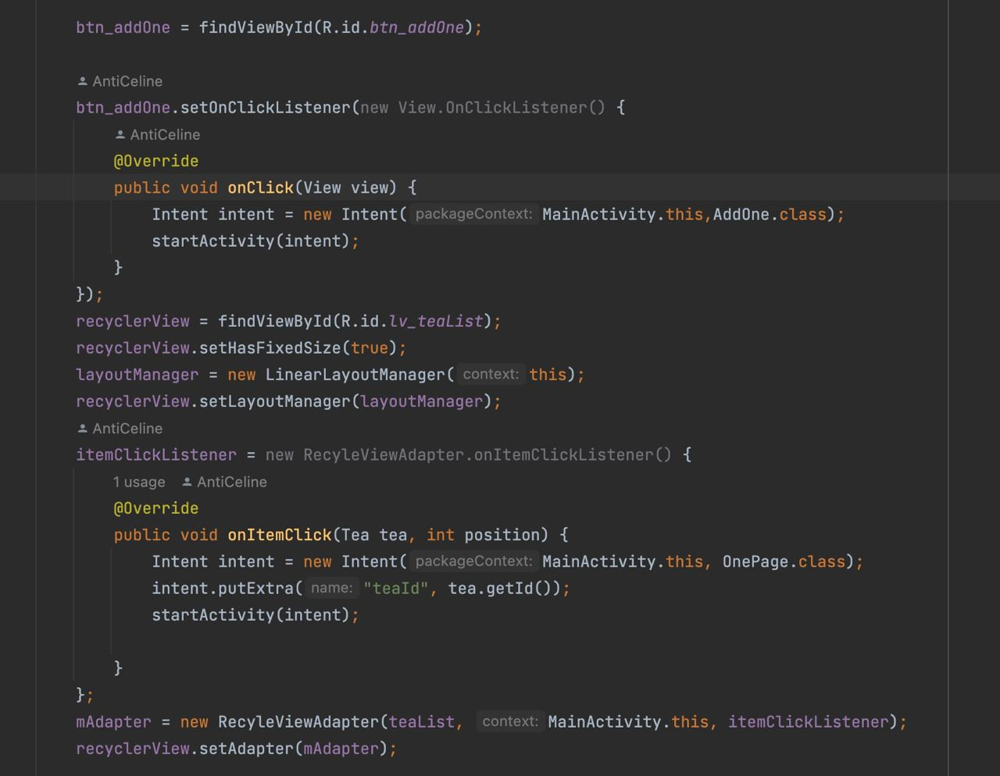 btn_addOne = findViewById(R.id.btn_addOne);
AntiCeline
btn_addOne.setOnClickListener(new View.OnClickListener() {
AntiCeline
@Override
public void onClick(View view) {
Intent intent = new Intent( packageContext: MainActivity.this,AddOne.class);
startActivity(intent);
}
});
recyclerView = findViewById(R.id.lv_teaList);
recyclerView.setHasFixedSize(true);
layoutManager = new LinearLayoutManager( context: this);
recyclerView.setLayoutManager(layoutManager);
AntiCeline
itemClickListener = new RecyleViewAdapter.onItemClickListener() {
1 usage AntiCeline
@Override
public void onItemClick(Tea tea, int position) {
Intent intent = new Intent( packageContext: MainActivity.this, OnePage.class);
intent.putExtra( name: "teaId", tea.getId());
startActivity(intent);
}
};
mAdapter = new RecyleViewAdapter(teaList, context: MainActivity.this, itemClickListener);
recyclerView.setAdapter(mAdapter);